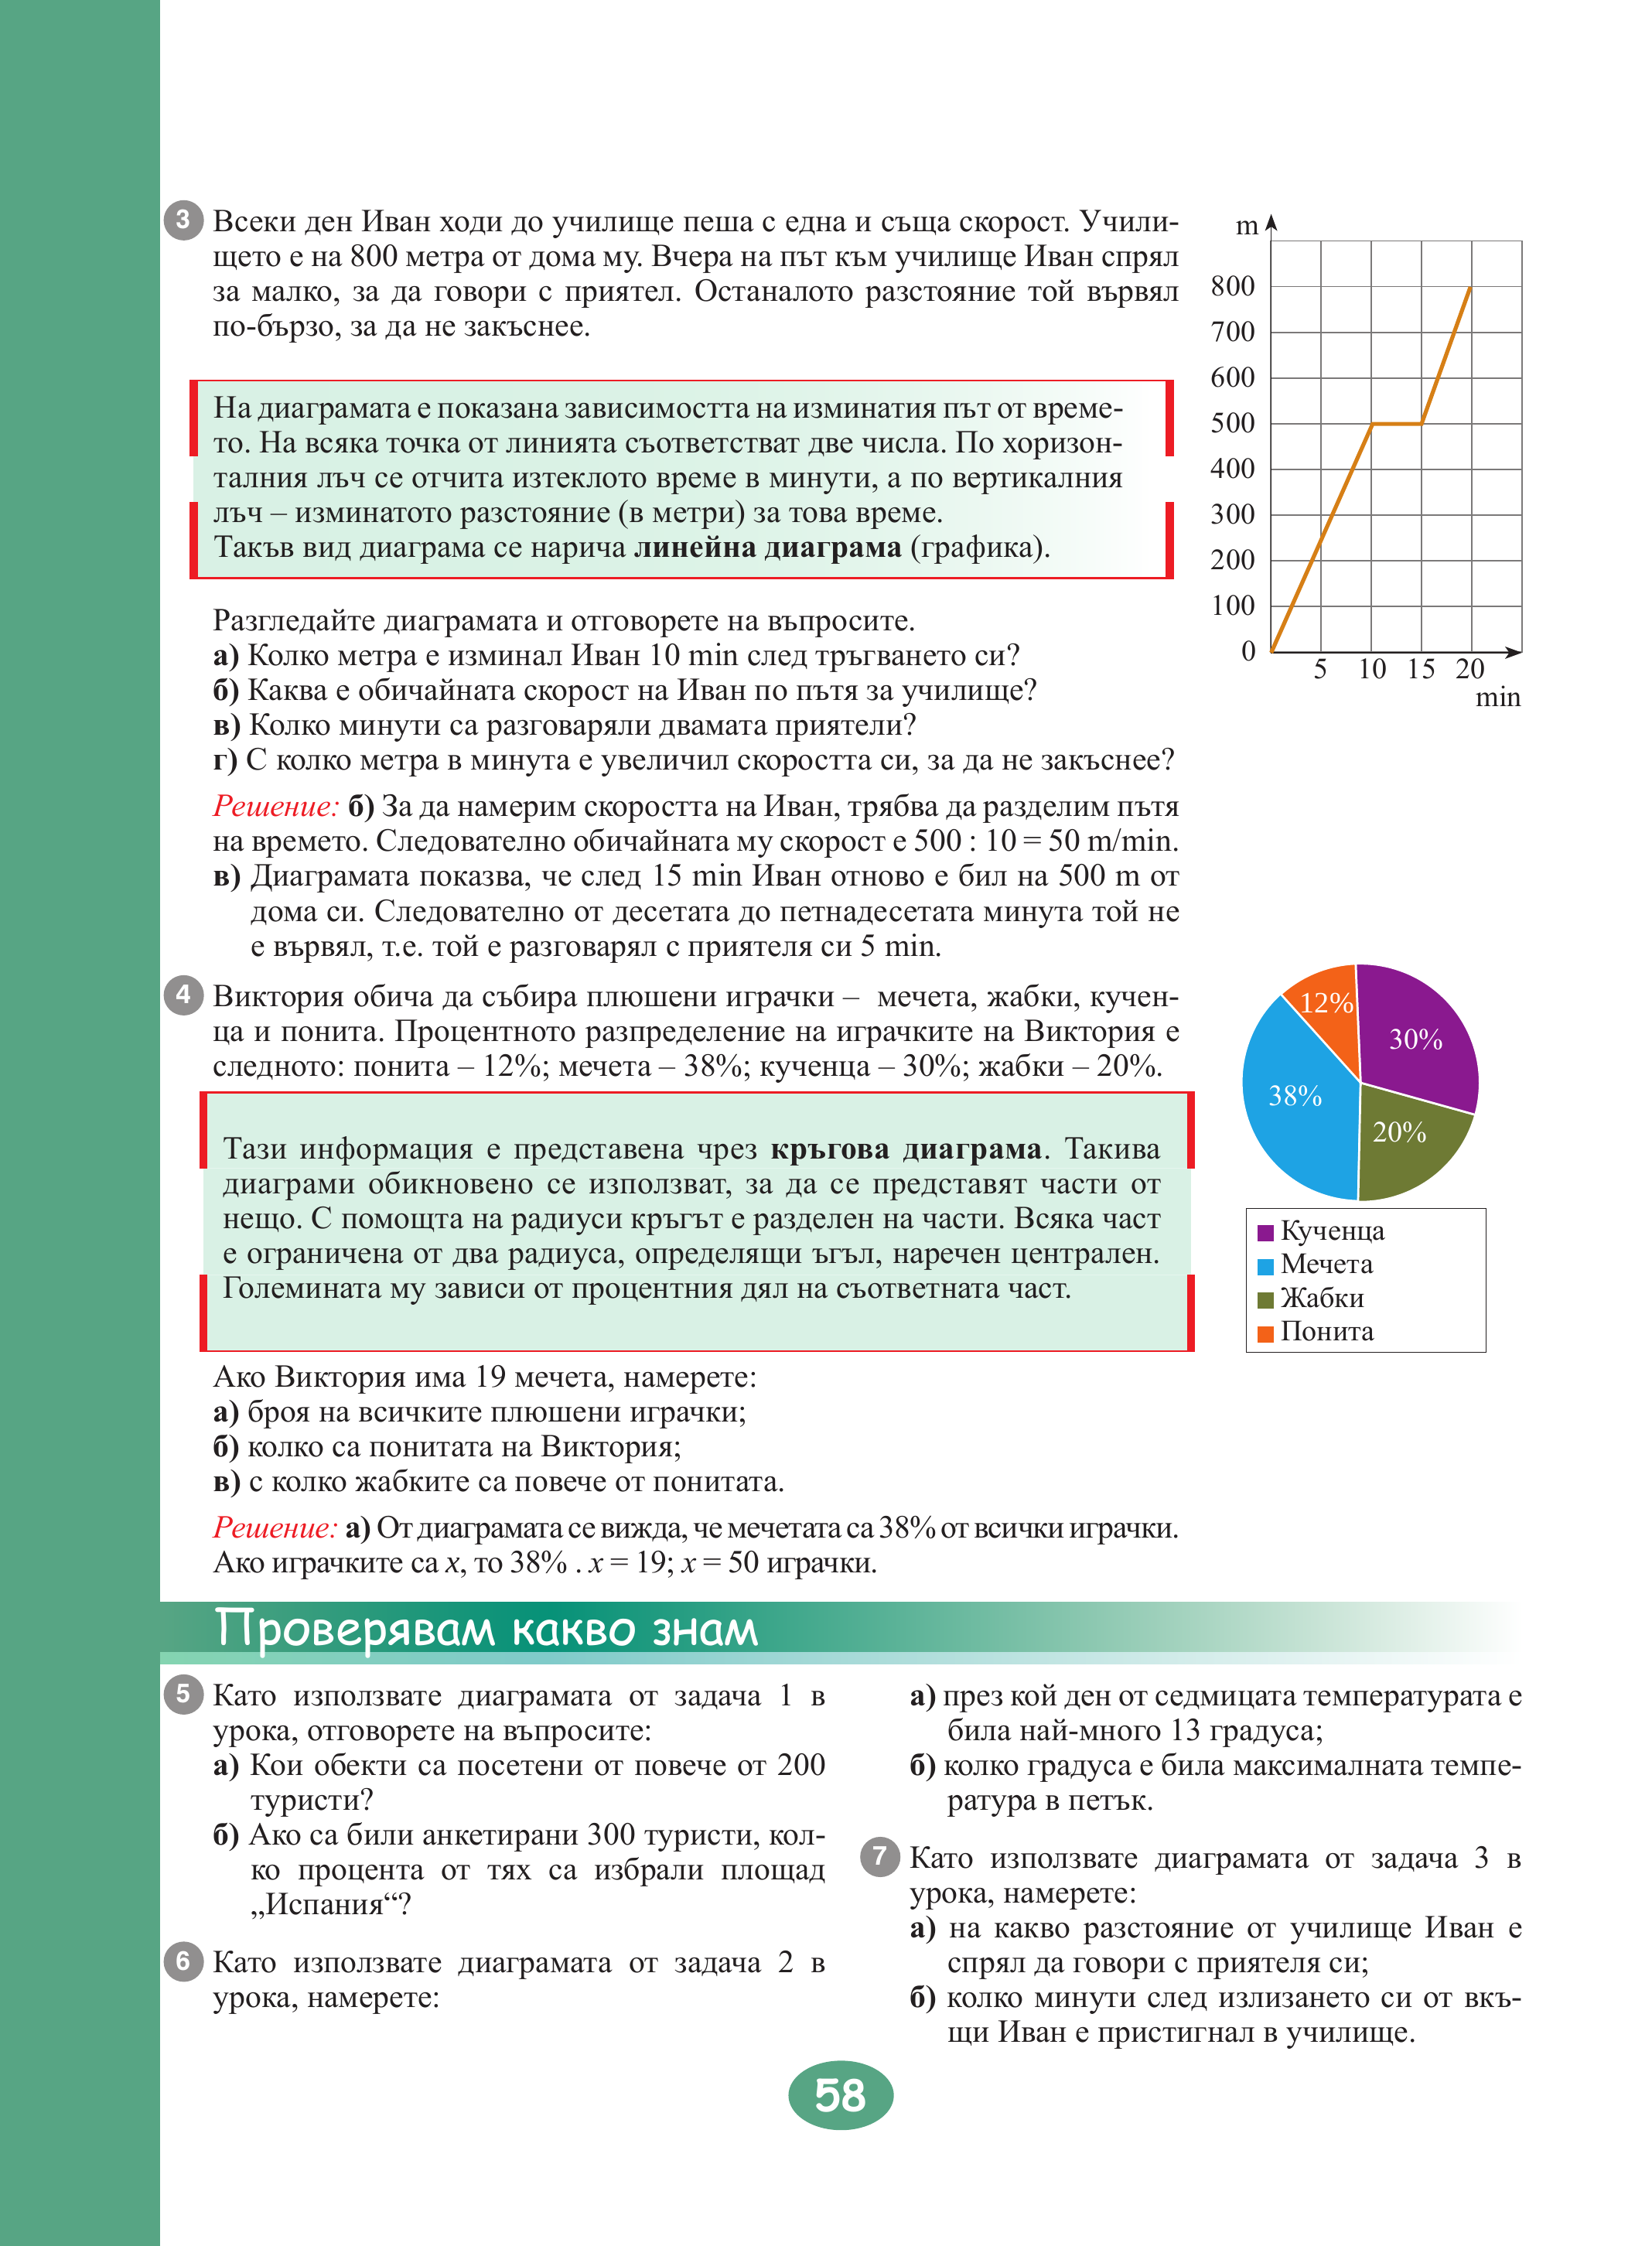 3 Всеки ден Иван ходи до училище пеша с една и съща скорост. Учили-
щето е на 800 метра от дома му. Вчера на път към училище Иван спрял
за малко, за да говори с приятел. Останалото разстояние той вървял
по-бързо, за да не закъснее.
На диаграмата е показана зависимостта на изминатия път от време-
то. На всяка точка от линията съответстват две числа. По хоризон-
талния лъч се отчита изтеклото време в минути, а по вертикалния
лъч – изминатото разстояние (в метри) за това време.
Такъв вид диаграма се нарича линейна диаграма (графика).
m
800
700
600
500
400
300
200
100
0
5 10 15 20
min
Разгледайте диаграмата и отговорете на въпросите.
а) Колко метра е изминал Иван 10 min след тръгването си?
б) Каква е обичайната скорост на Иван по пътя за училище?
в) Колко минути са разговаряли двамата приятели?
г) С колко метра в минута е увеличил скоростта си, за да не закъснее?
Решение: б) За да намерим скоростта на Иван, трябва да разделим пътя
на времето. Следователно обичайната му скорост е 500 : 10 = 50 m/min.
в) Диаграмата показва, че след 15 min Иван отново е бил на 500 m от
дома си. Следователно от десетата до петнадесетата минута той не
е вървял, т.е. той е разговарял с приятеля си 5 min.
4 Виктория обича да събира плюшени играчки – мечета, жабки, кучен-
ца и понита. Процентното разпределение на играчките на Виктория е
следното: понита – 12%; мечета – 38%; кученца – 30%; жабки – 20%.
Тази информация е представена чрез кръгова диаграма. Такива
диаграми обикновено се използват, за да се представят части от
нещо. С помощта на радиуси кръгът е разделен на части. Всяка част
е ограничена от два радиуса, определящи ъгъл, наречен централен.
Големината му зависи от процентния дял на съответната част.
12%
30%
38%
20%
Кученца
Мечета
Жабки
Понита
Ако Виктория има 19 мечета, намерете:
а) броя на всичките плюшени играчки;
б) колко са понитата на Виктория;
в) с колко жабките са повече от понитата.
Решение: а) От диаграмата се вижда, че мечетата са 38% от всички играчки.
Ако играчките са x, то 38% . x = 19; x = 50 играчки.
Проверявам какво знам
5 Като използвате диаграмата от задача 1 в
урока, отговорете на въпросите:
а) Кои обекти са посетени от повече от 200
туристи?
б) Ако са били анкетирани 300 туристи, кол-
ко процента от тях са избрали площад
„Испания“?
6 Като използвате диаграмата от задача 2 в
урока, намерете:
а) през кой ден от седмицата температурата е
била най-много 13 градуса;
б) колко градуса е била максималната темпе-
ратура в петък.
7 Като използвате диаграмата от задача 3 в
урока, намерете:
а) на какво разстояние от училище Иван е
спрял да говори с приятеля си;
б) колко минути след излизането си от вкъ-
щи Иван е пристигнал в училище.
58